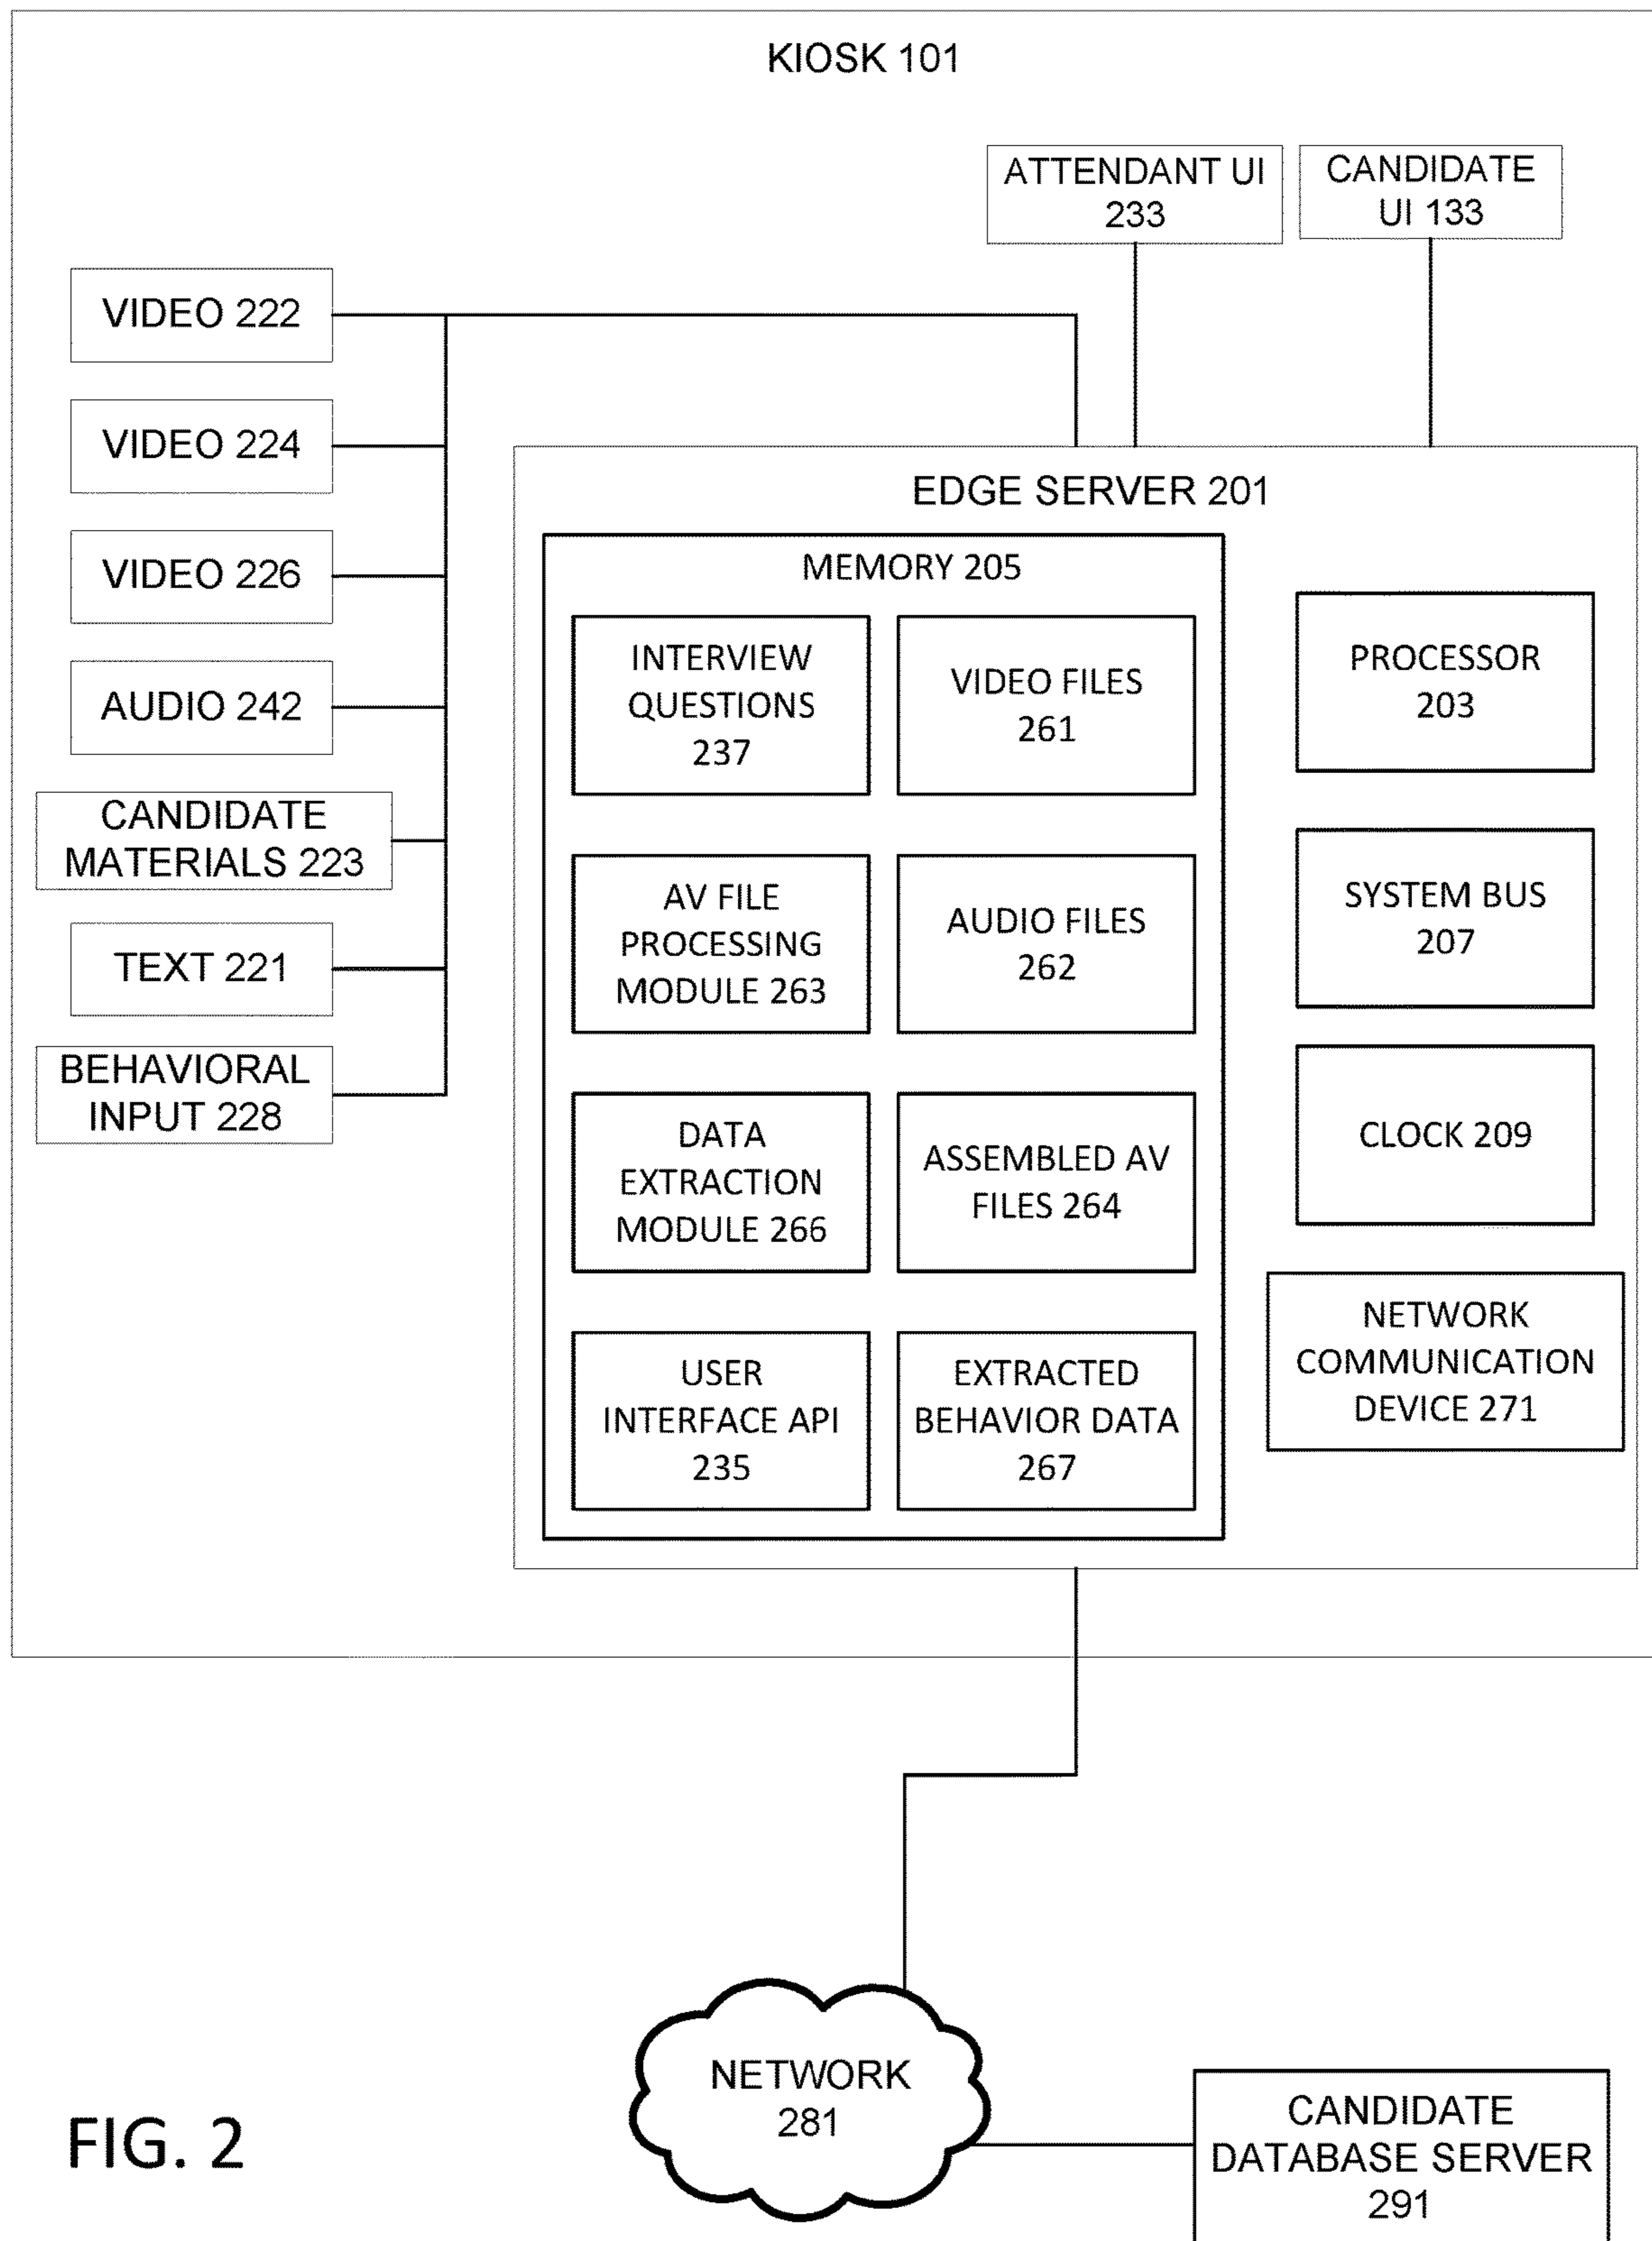 KIOSK 101
ATTENDANT UI
233
CANDIDATE
UI 133
VIDEO 222
VIDEO 224
VIDEO 226
AUDIO 242
CANDIDATE
MATERIALS 223
TEXT 221
BEHAVIORAL
INPUT 228
EDGE SERVER 201
MEMORY 205
INTERVIEW
QUESTIONS
237
VIDEO FILES
261
AV FILE
PROCESSING
MODULE 263
AUDIO FILES
262
DATA
EXTRACTION
MODULE 266
ASSEMBLED AV
FILES 264
USER
INTERFACE API
235
EXTRACTED
BEHAVIOR DATA
267
PROCESSOR
203
SYSTEM BUS
207
CLOCK 209
NETWORK
COMMUNICATION
DEVICE 271
NETWORK
281
CANDIDATE
DATABASE SERVER
291
FIG. 2